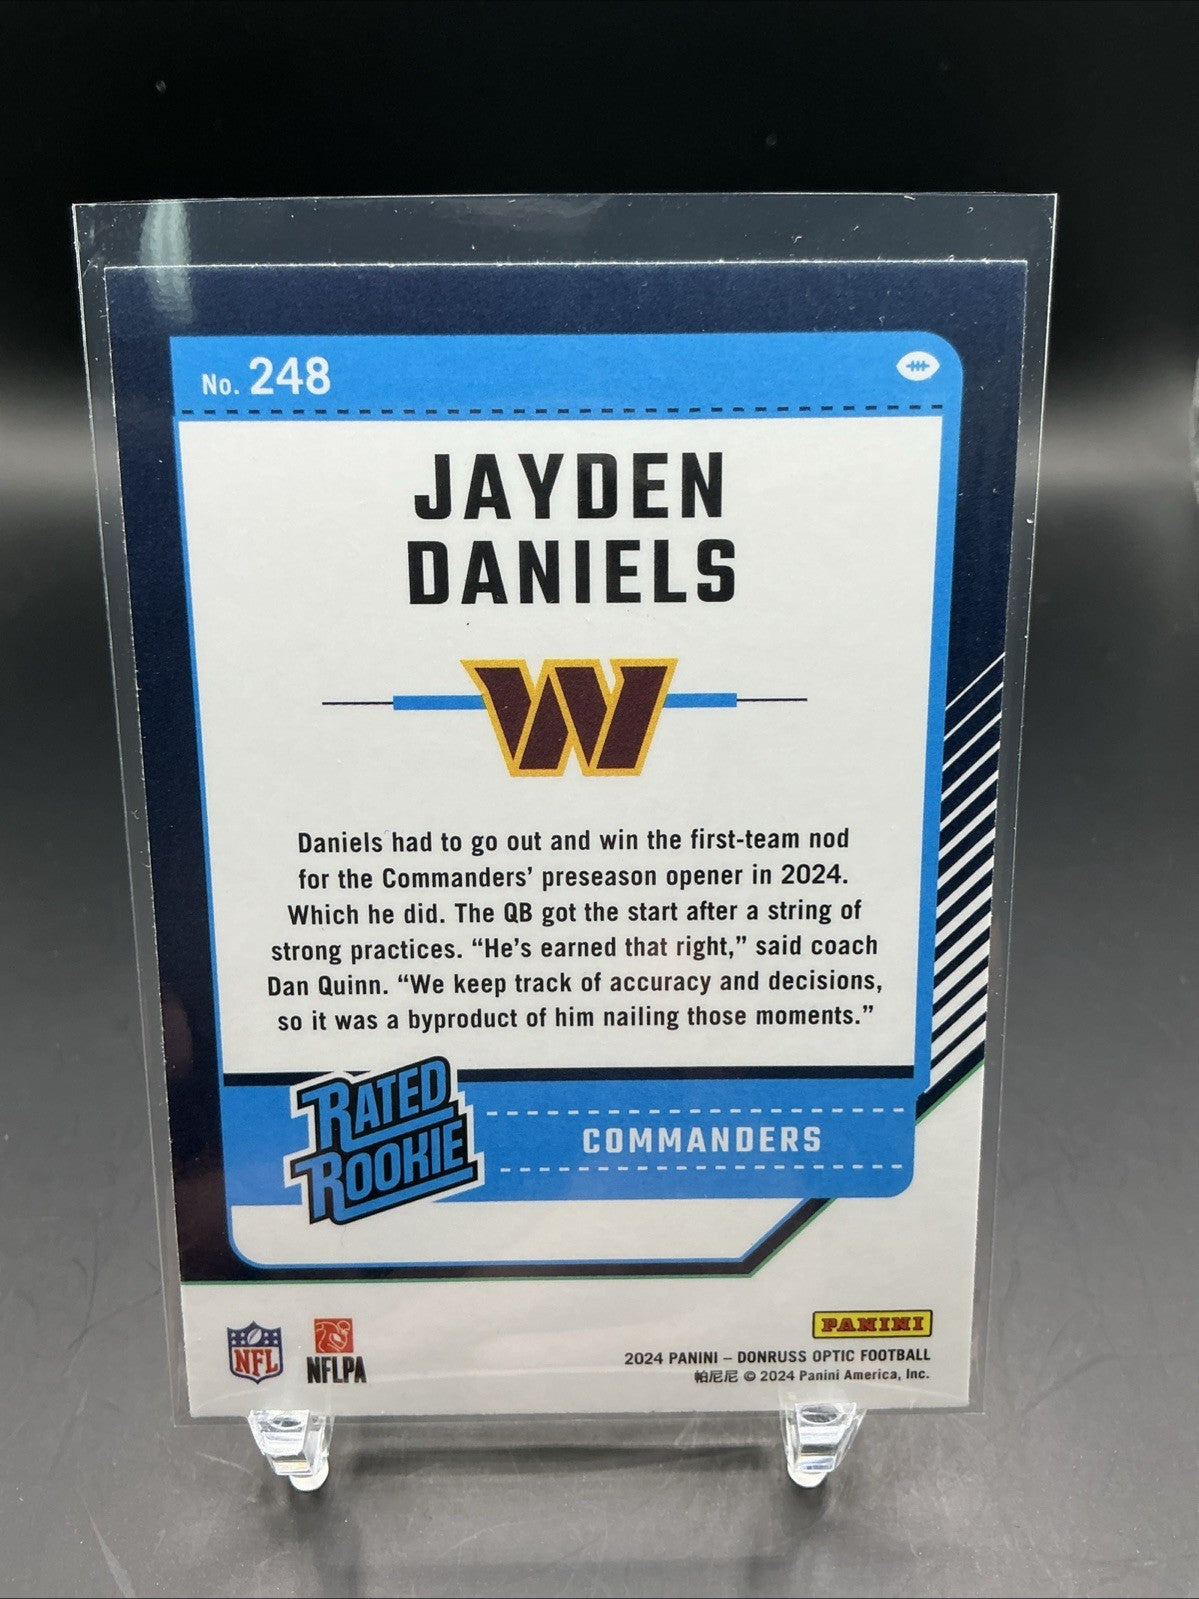 No. 248
JAYDEN
DANIELS
W
Daniels had to go out and win the first-team nod
for the Commanders' preseason opener in 2024.
Which he did. The QB got the start after a string of
strong practices. “He's earned that right,” said coach
Dan Quinn. “We keep track of accuracy and decisions,
so it was a byproduct of him nailing those moments.”
RATED
ROOKIE
COMMANDERS
NFL
NFLPA
PANINI
2024 PANINI – DONRUSS OPTIC FOOTBALL
帕尼尼 © 2024 Panini America, Inc.